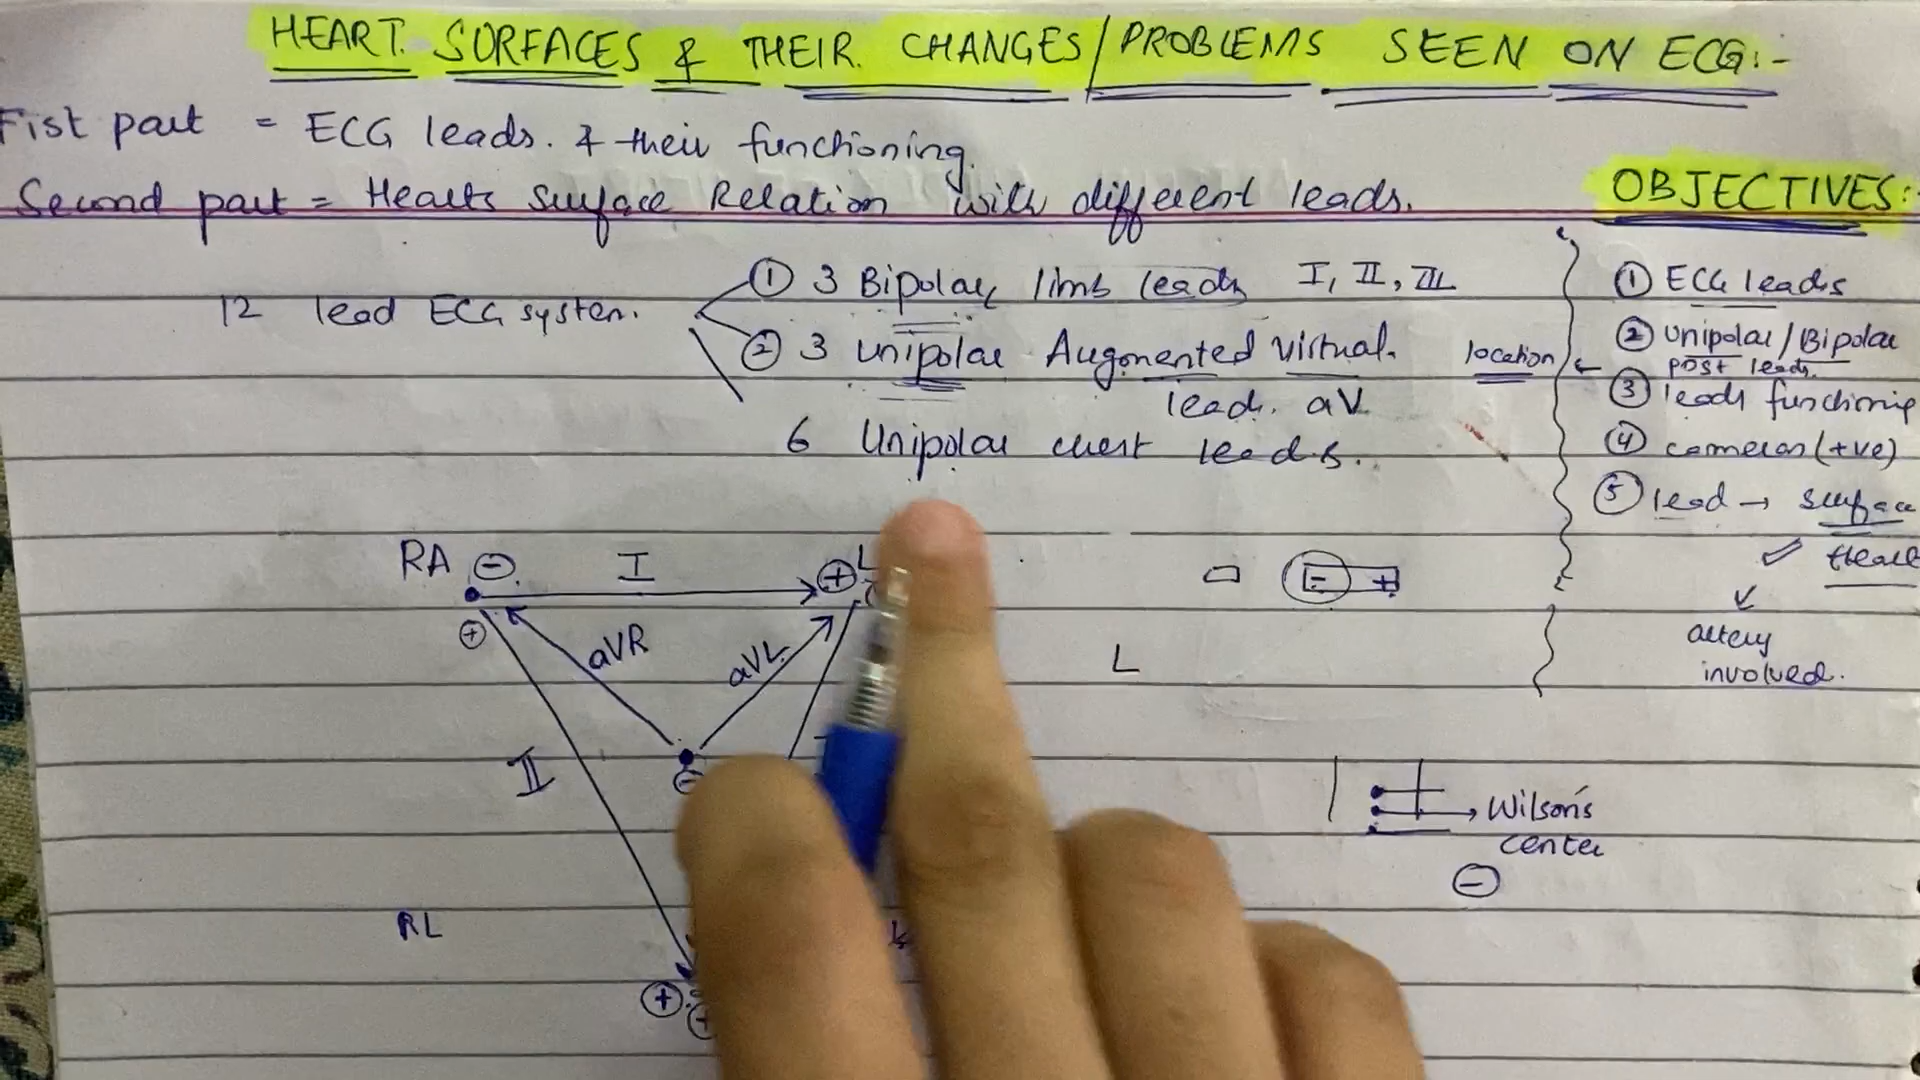 HEART. SURFACES & THEIR. CHANGES/PROBLEMS SEEN ON ECG:-
Fist part = ECG leads. & their functioning.
Second part = Hearts Surface Relation with different leads.
12 lead ECG system.
① 3 Bipolar limb leads I, II, III
② 3 unipolar Augmented virtual.
lead. aV
location
6 Unipolar chest leads.
OBJECTIVES:-
① ECG leads
② Unipolar/Bipolar
post leads.
③ leads functioning
④ cameras (+ve)
⑤ lead → surface
Heart
artery
involved.
RA ⊖ I ⊕ L
⊕ aVR aVL
II
⊖
- +
L
RL
⊕
Wilson's
center
⊖